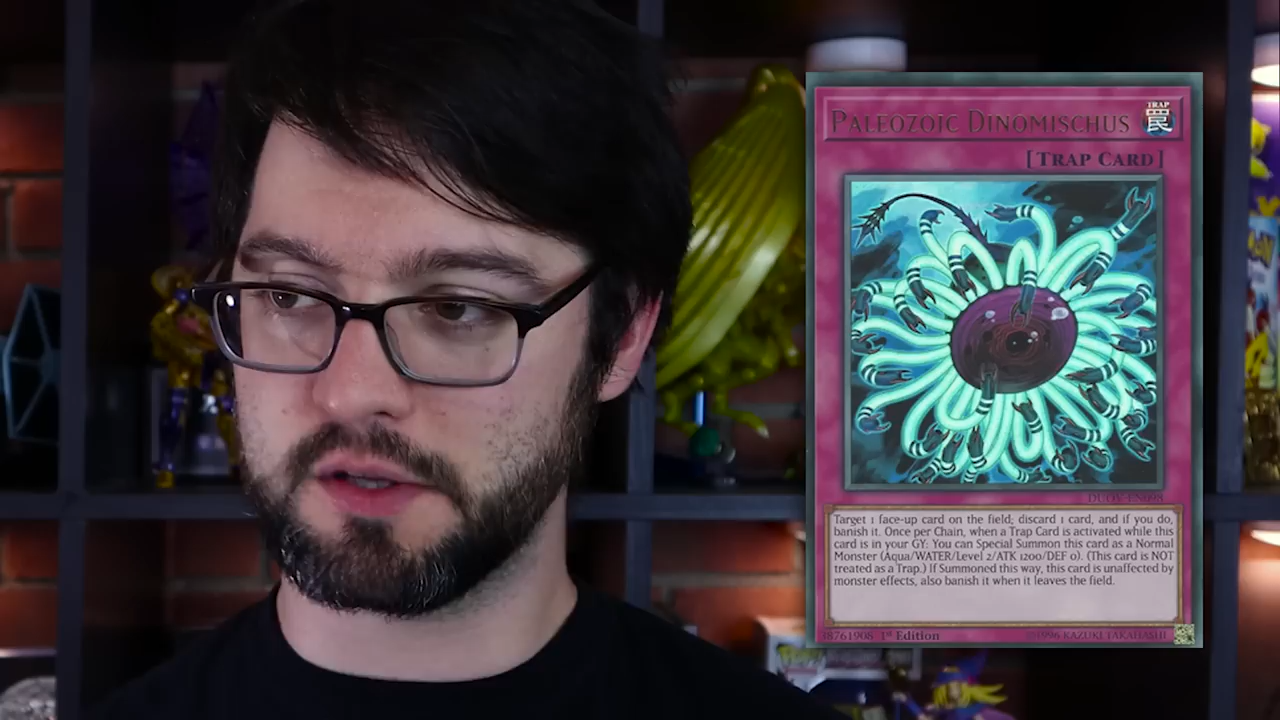 PALEOZOIC DINOMISCHUS
TRAP
罠
[TRAP CARD]
DUOV-EN098
Target 1 face-up card on the field; discard 1 card, and if you do,
banish it. Once per Chain, when a Trap Card is activated while this
card is in your GY: You can Special Summon this card as a Normal
Monster (Aqua/WATER/Level 2/ATK 1200/DEF 0). (This card is NOT
treated as a Trap.) If Summoned this way, this card is unaffected by
monster effects, also banish it when it leaves the field.
38761908 1st Edition
©1996 KAZUKI TAKAHASHI